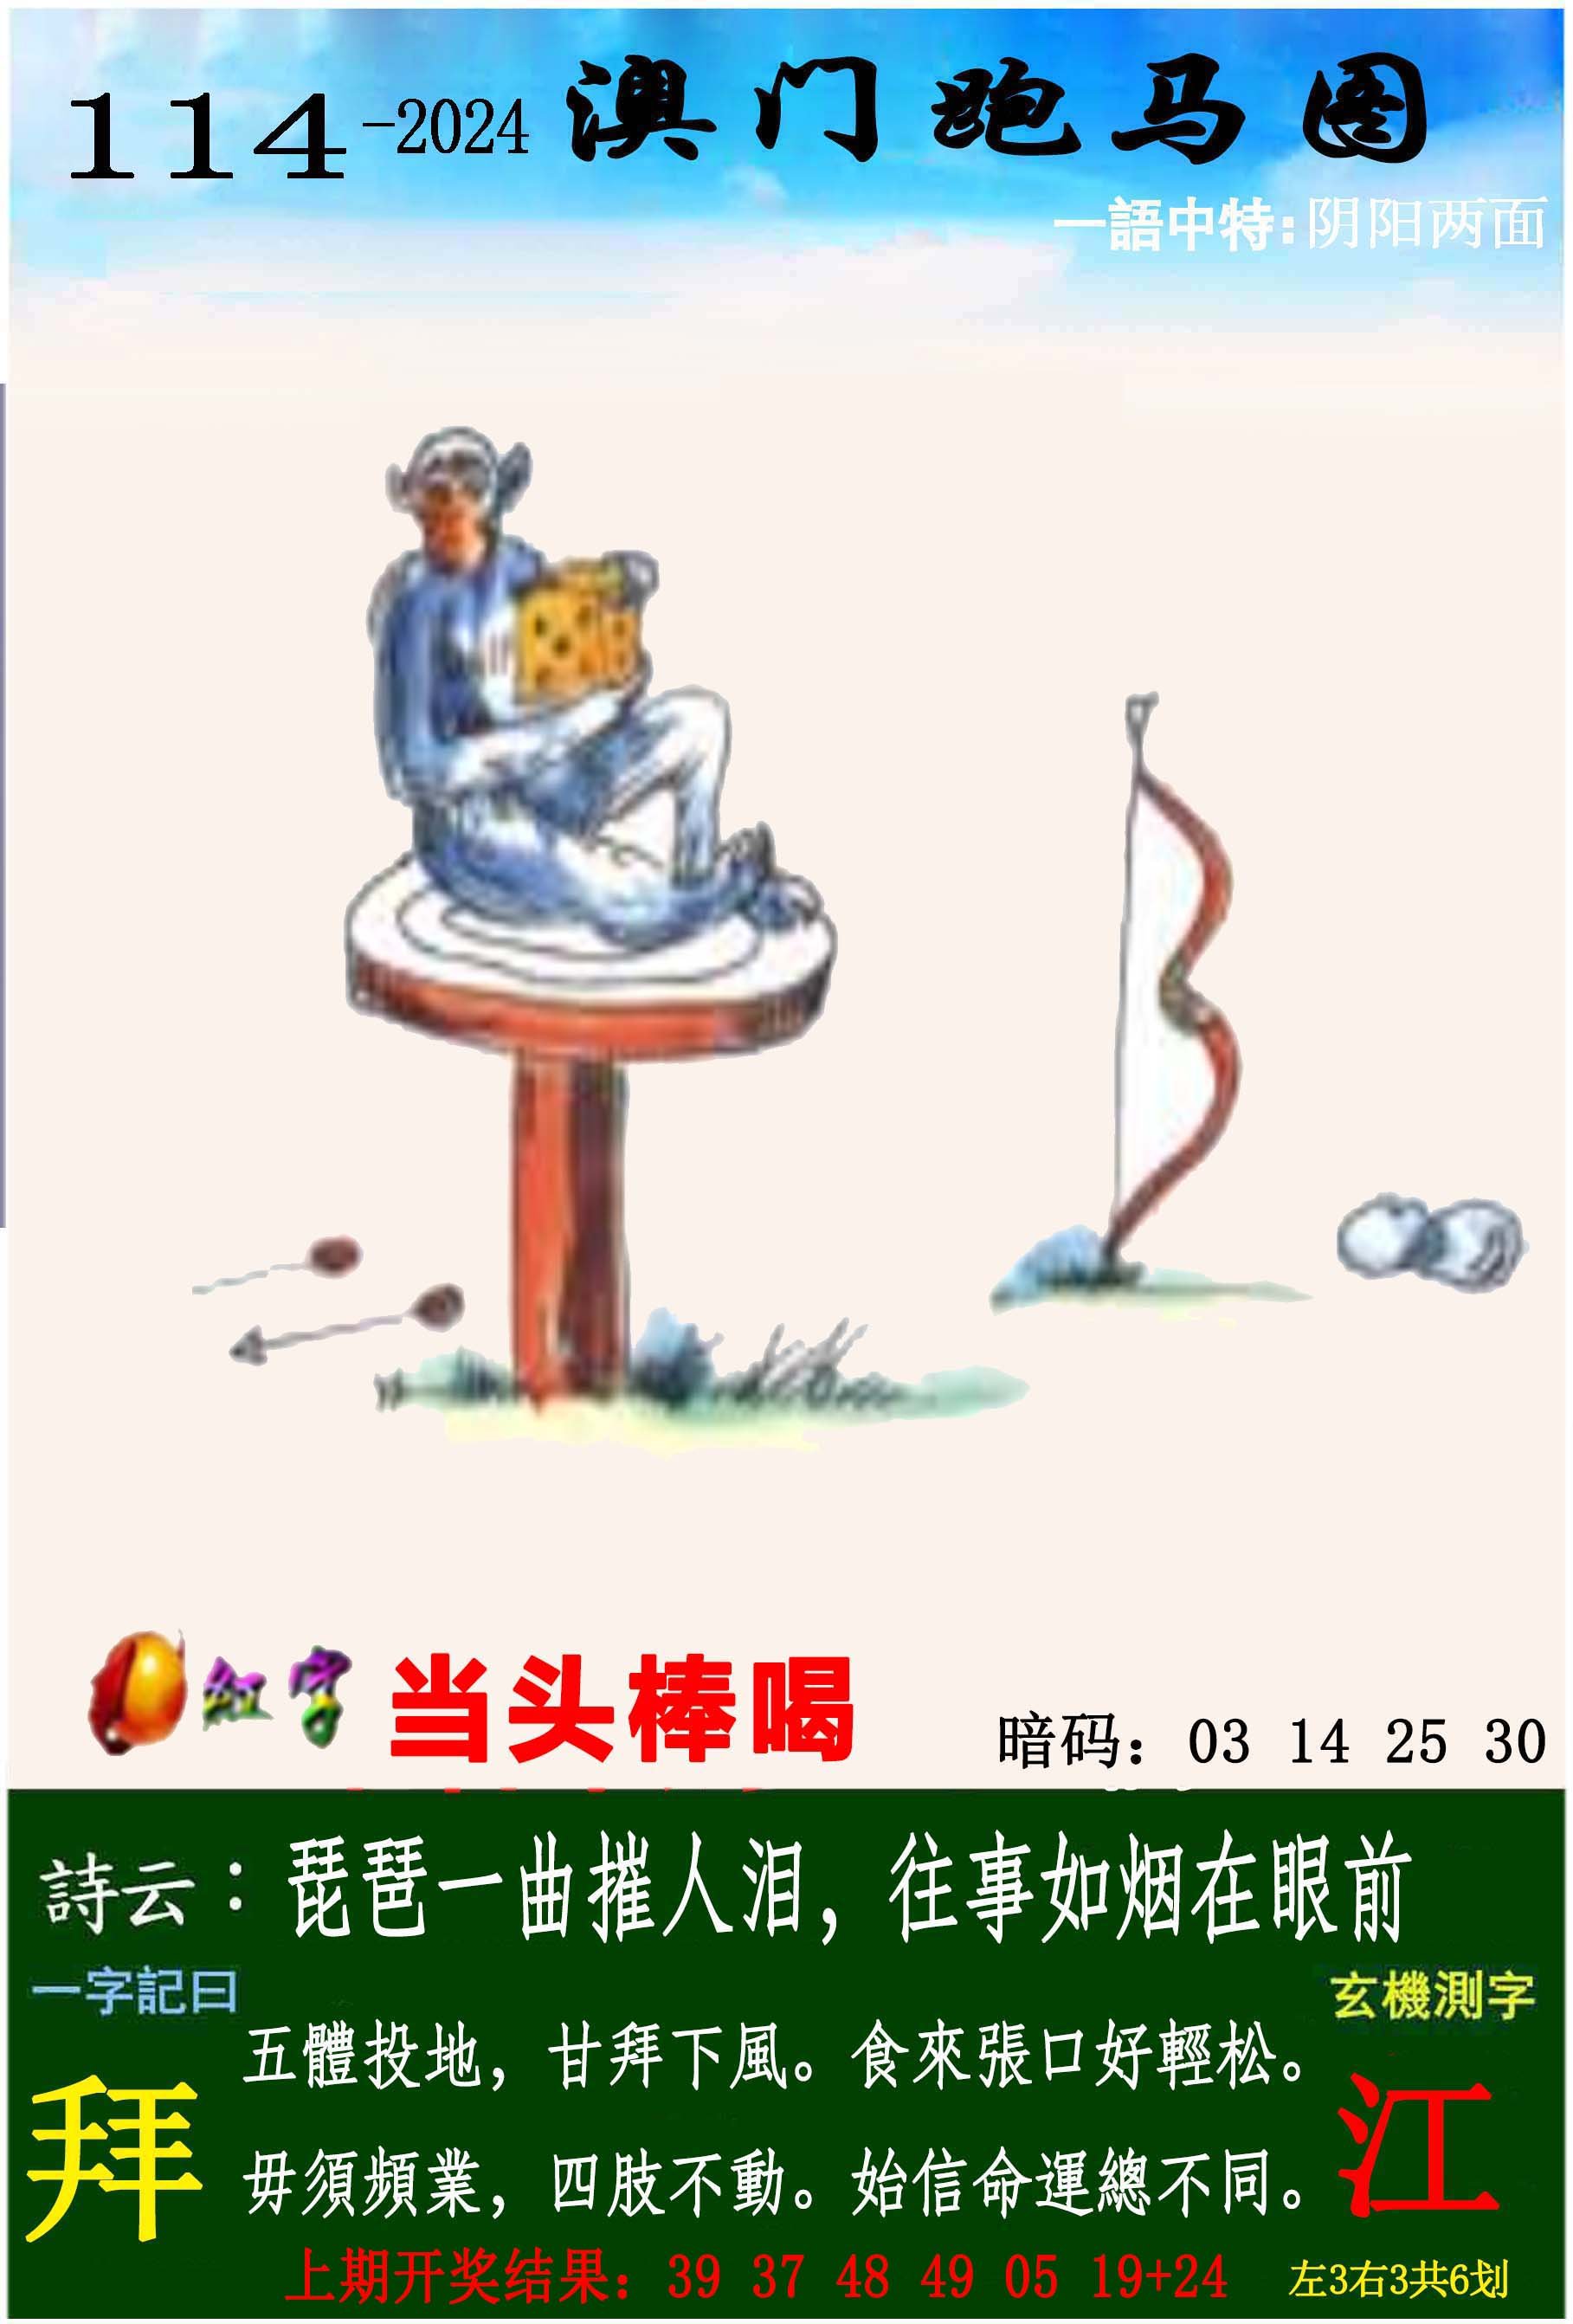 114-2024 澳门跑马图
一語中特:阴阳两面
红字 当头棒喝
暗码：03 14 25 30
詩云：琵琶一曲摧人泪，往事如烟在眼前
一字記曰
玄機測字
五體投地，甘拜下風。食來張口好輕松。
拜
江
毋須頻業，四肢不動。始信命運總不同。
上期开奖结果：39 37 48 49 05 19+24
左3右3共6划